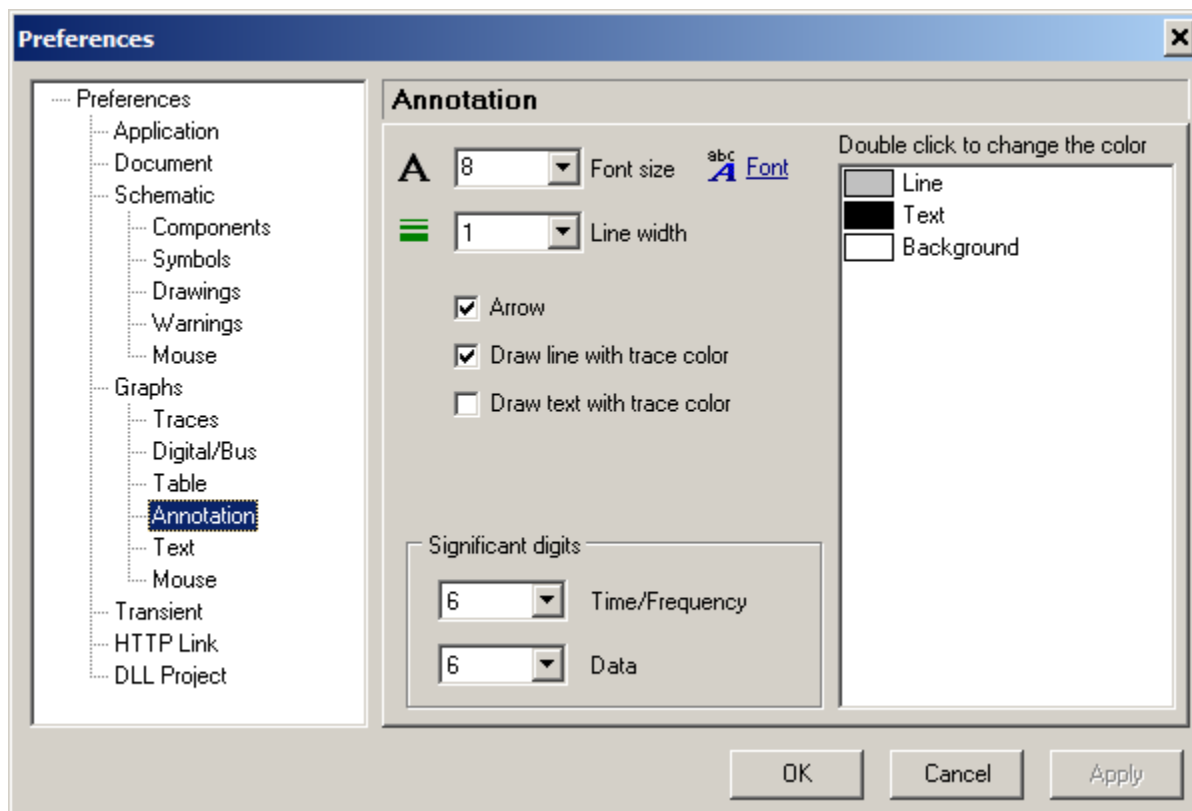 Preferences
Preferences
Application
Document
Schematic
Components
Symbols
Drawings
Warnings
Mouse
Graphs
Traces
Digital/Bus
Table
Annotation
Text
Mouse
Transient
HTTP Link
DLL Project
Annotation
A 8 Font size abc A Font
1 Line width
Arrow
Draw line with trace color
Draw text with trace color
Significant digits
6 Time/Frequency
6 Data
Double click to change the color
Line
Text
Background
OK Cancel Apply